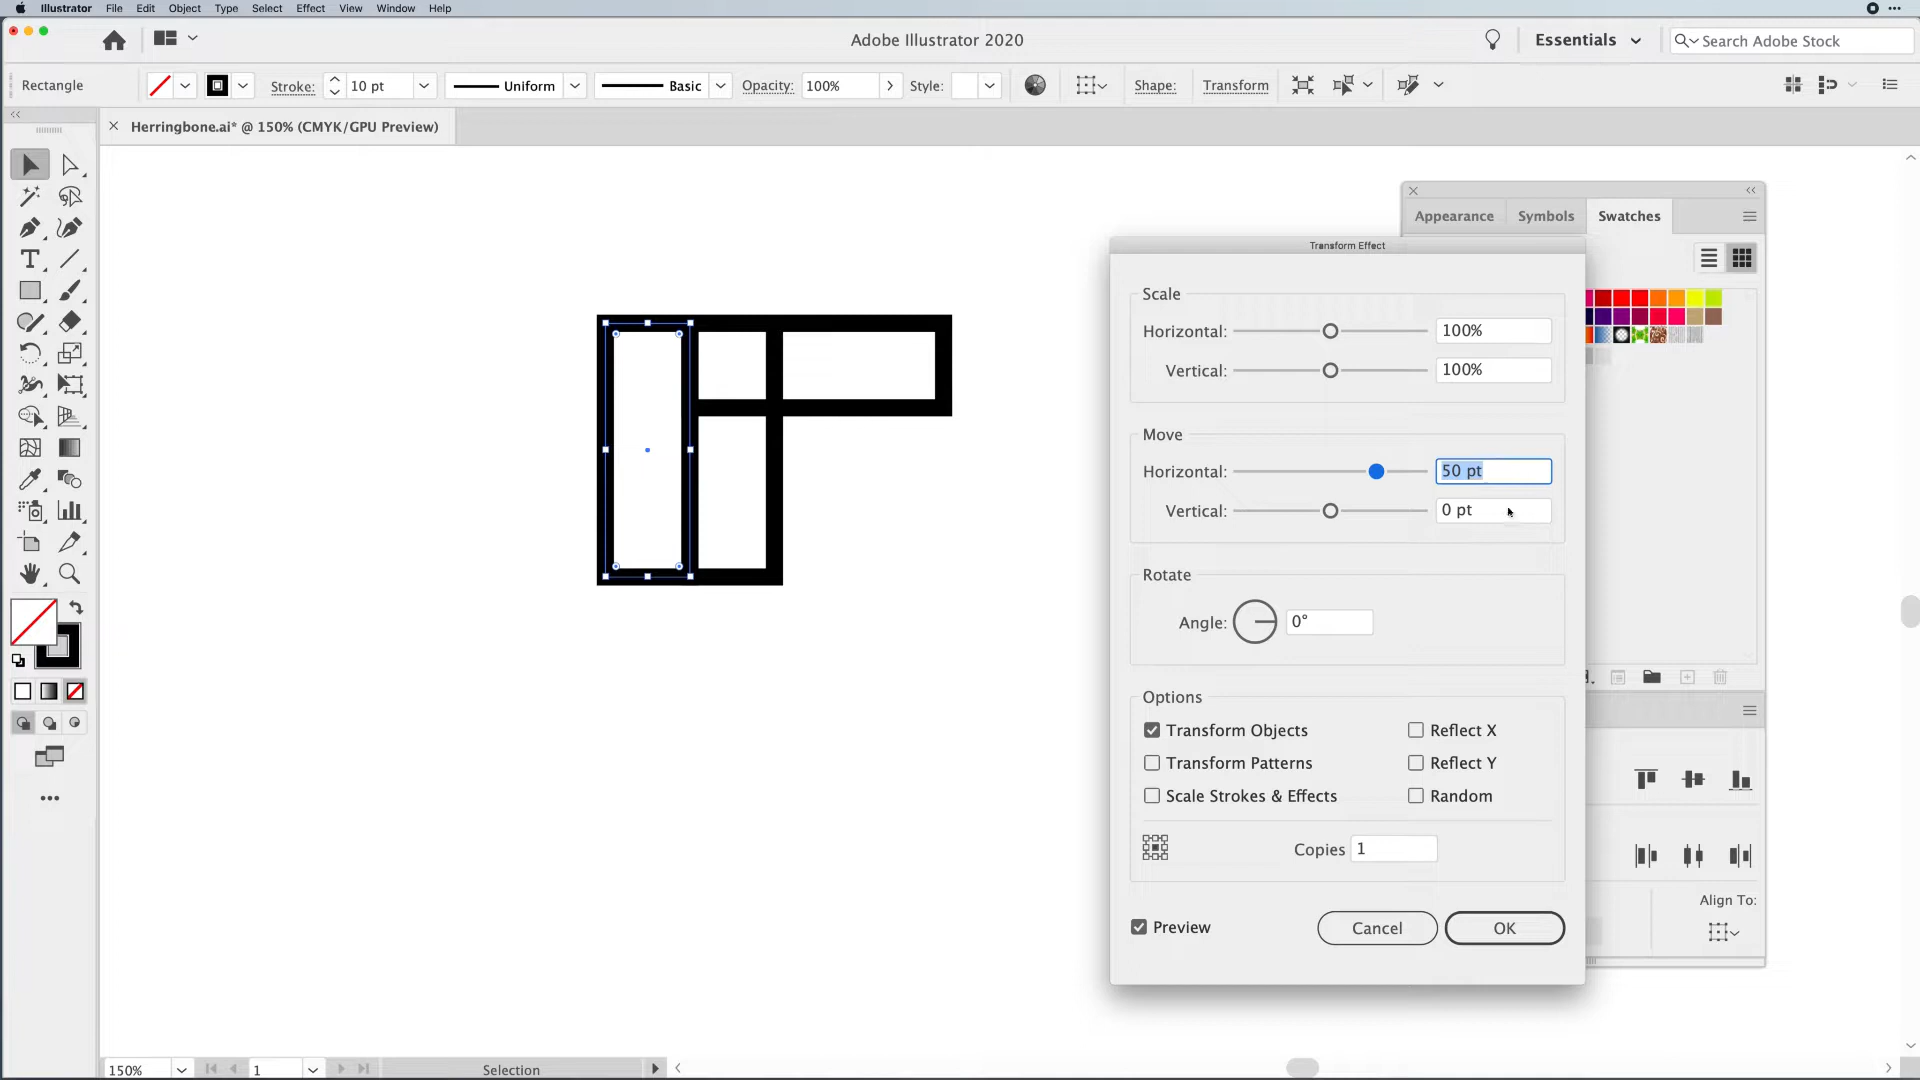 Illustrator File Edit Object Type Select Effect View Window Help
Adobe Illustrator 2020
Essentials
Search Adobe Stock
Rectangle
Stroke: 10 pt
Uniform
Basic
Opacity: 100%
Style:
Shape:
Transform
Herringbone.ai* @ 150% (CMYK/GPU Preview)
Appearance Symbols Swatches
Transform Effect
Scale
Horizontal: 100%
Vertical: 100%
Move
Horizontal: 50 pt
Vertical: 0 pt
Rotate
Angle: 0°
Options
Transform Objects Reflect X
Transform Patterns Reflect Y
Scale Strokes & Effects Random
Copies 1
Align To:
Preview Cancel OK
150% 1 Selection